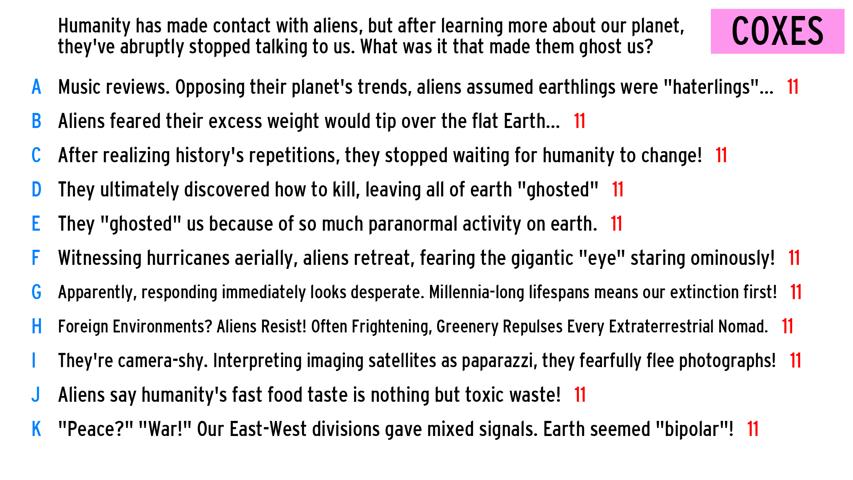 Humanity has made contact with aliens, but after learning more about our planet,
they've abruptly stopped talking to us. What was it that made them ghost us?
COXES
A Music reviews. Opposing their planet's trends, aliens assumed earthlings were "haterlings"... 11
B Aliens feared their excess weight would tip over the flat Earth... 11
C After realizing history's repetitions, they stopped waiting for humanity to change! 11
D They ultimately discovered how to kill, leaving all of earth "ghosted" 11
E They "ghosted" us because of so much paranormal activity on earth. 11
F Witnessing hurricanes aerially, aliens retreat, fearing the gigantic "eye" staring ominously! 11
G Apparently, responding immediately looks desperate. Millennia-long lifespans means our extinction first! 11
H Foreign Environments? Aliens Resist! Often Frightening, Greenery Repulses Every Extraterrestrial Nomad. 11
I They're camera-shy. Interpreting imaging satellites as paparazzi, they fearfully flee photographs! 11
J Aliens say humanity's fast food taste is nothing but toxic waste! 11
K "Peace?" "War!" Our East-West divisions gave mixed signals. Earth seemed "bipolar"! 11